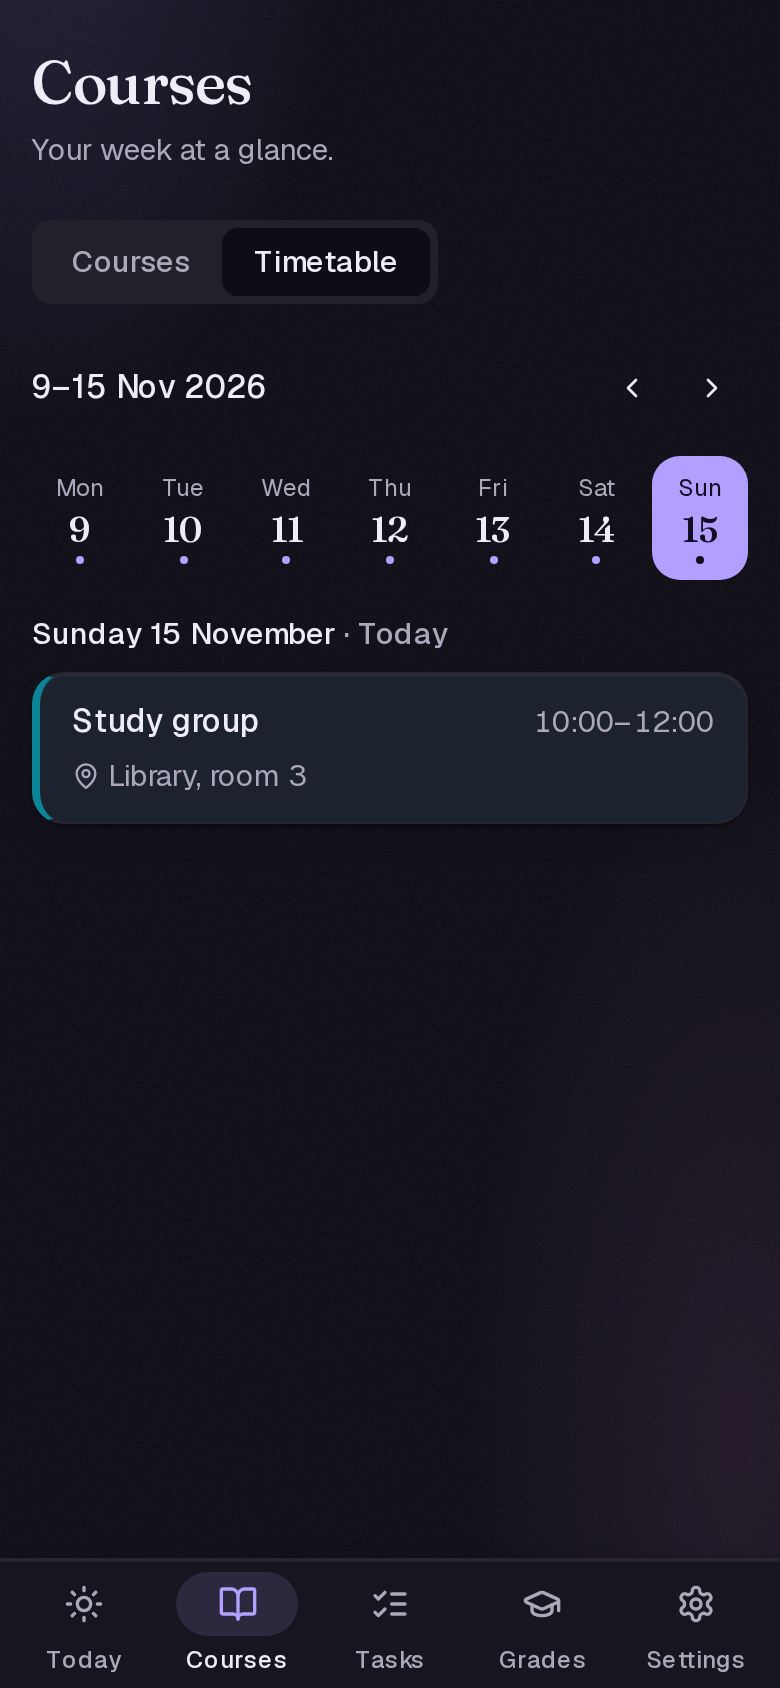 Courses
Your week at a glance.
Courses Timetable
9–15 Nov 2026
Mon Tue Wed Thu Fri Sat Sun
9 10 11 12 13 14 15
Sunday 15 November · Today
Study group 10:00–12:00
Library, room 3
Today Courses Tasks Grades Settings